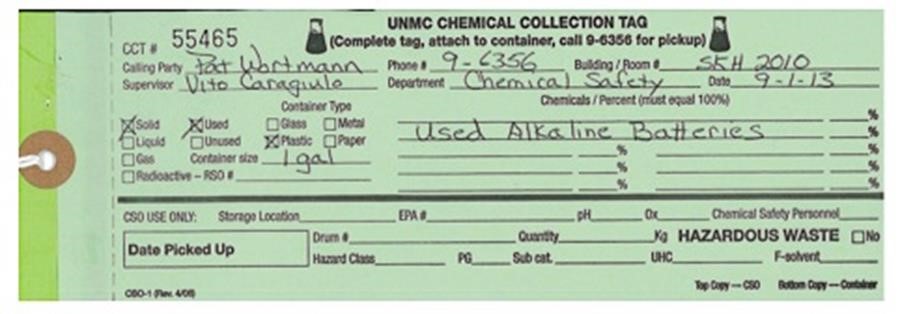 UNMC CHEMICAL COLLECTION TAG
CCT # 55465 (Complete tag, attach to container, call 9-6356 for pickup)
Calling Party Pat Wortmann Phone # 9-6356 Building / Room # SKH 2010
Supervisor Vito Caragiulo Department Chemical Safety Date 9-1-13
Container Type Chemicals / Percent (must equal 100%)
Solid Used Glass Metal %
Liquid Unused Plastic Paper Used Alkaline Batteries %
Gas Container size 1 gal % %
Radioactive - RSO # % %
% %
CSO USE ONLY: Storage Location EPA # pH Ox Chemical Safety Personnel
Date Picked Up Drum # Quantity Kg HAZARDOUS WASTE No
Hazard Class PG Sub cat. UHC F-solvent
CSO-1 (Rev. 4/06) Top Copy — CSO Bottom Copy — Container